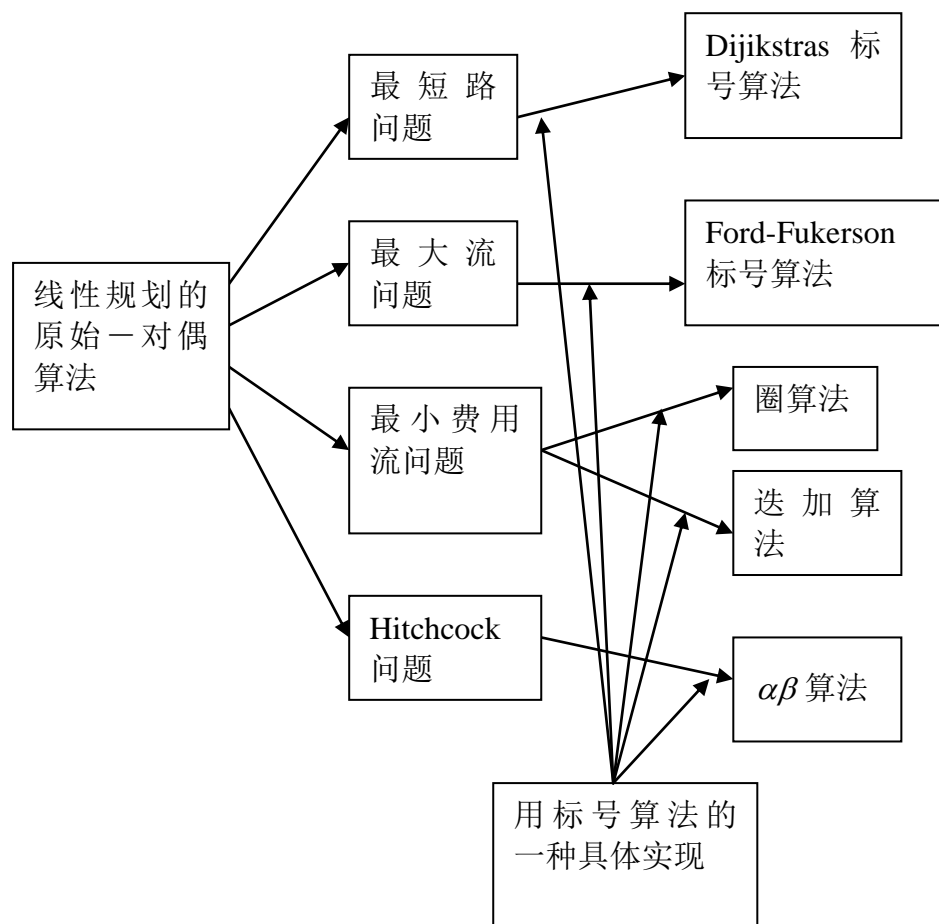 Dijikstras 标
号算法
最短路
问题
Ford-Fukerson
标号算法
最大流
问题
线性规划的
原始－对偶
算法
圈算法
最小费用
流问题
迭加算
法
Hitchcock
问题
αβ 算法
用标号算法的
一种具体实现